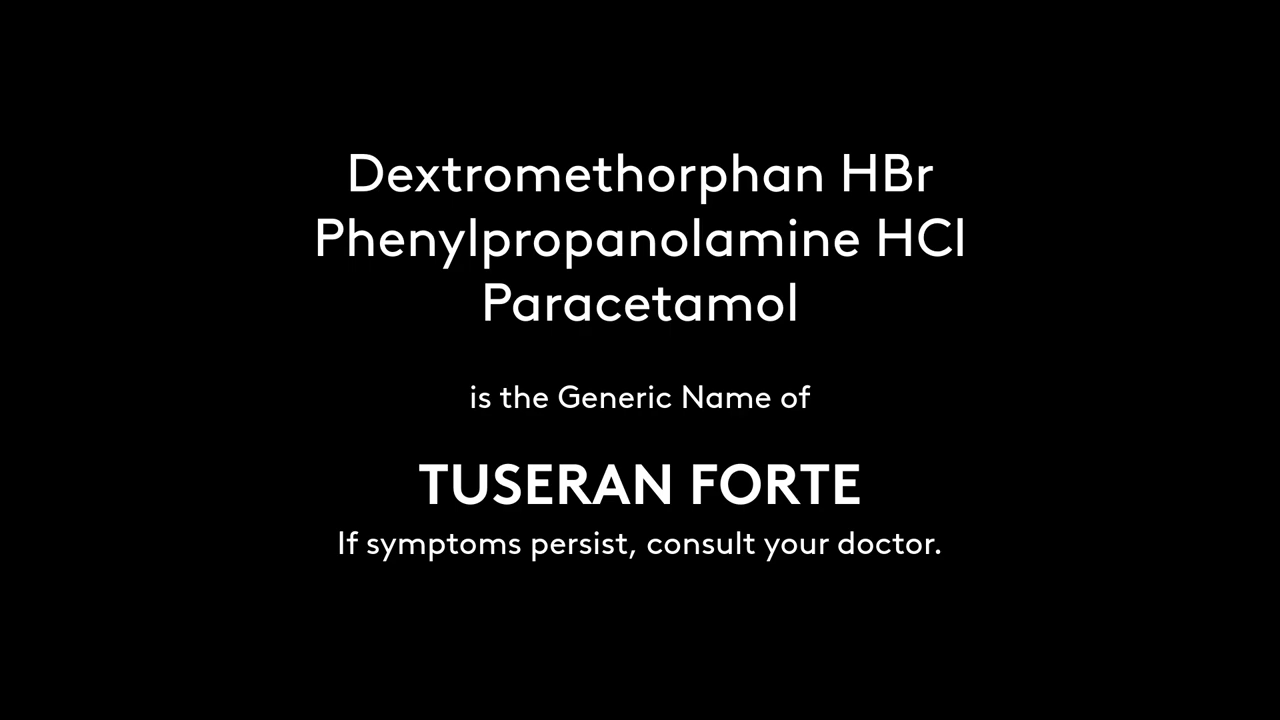 Dextromethorphan HBr
Phenylpropanolamine HCl
Paracetamol
is the Generic Name of
TUSERAN FORTE
If symptoms persist, consult your doctor.